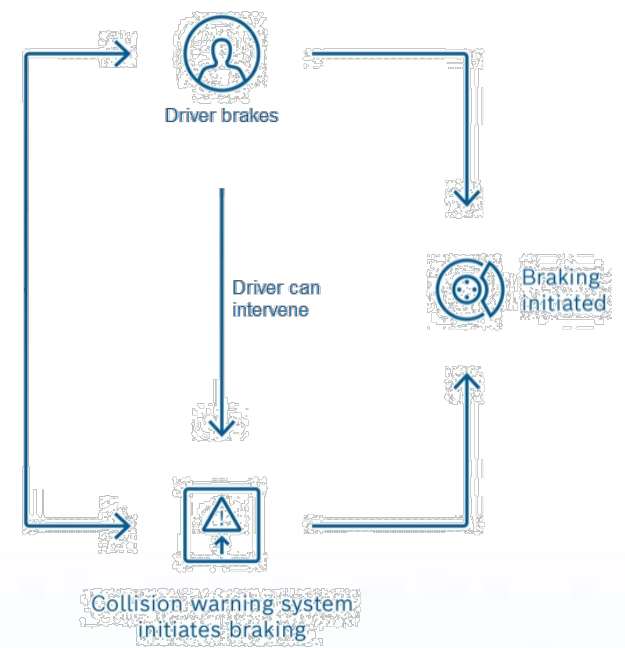 Driver brakes
Driver can
intervene
Braking
initiated
Collision warning system
initiates braking